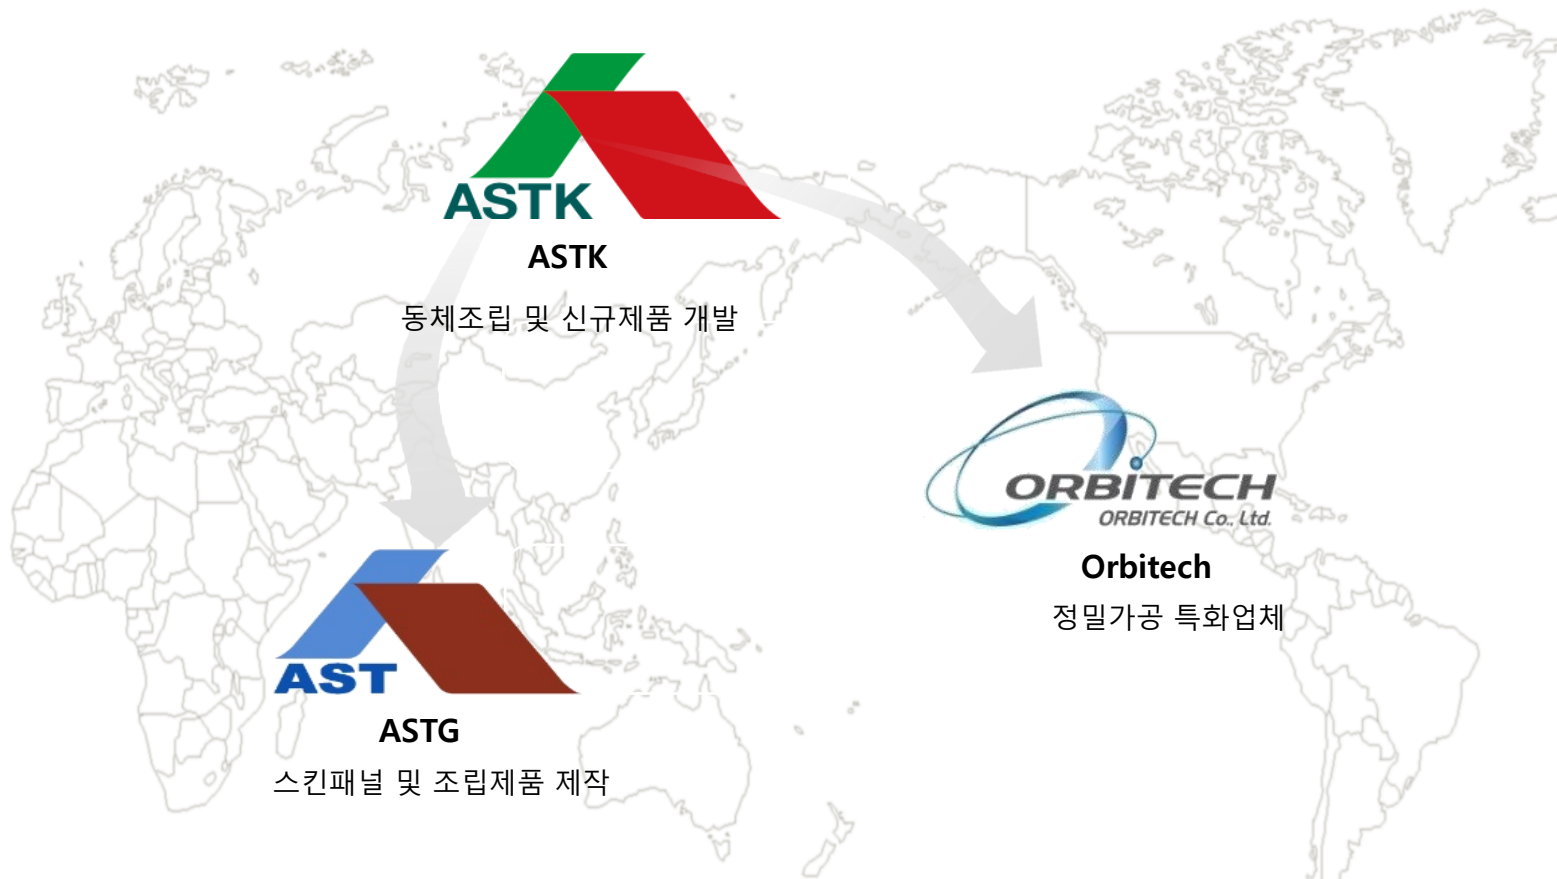 ASTK
ASTK
동체조립 및 신규제품 개발
ORBITECH
ORBITECH Co., Ltd.
Orbitech
정밀가공 특화업체
AST
ASTG
스킨패널 및 조립제품 제작